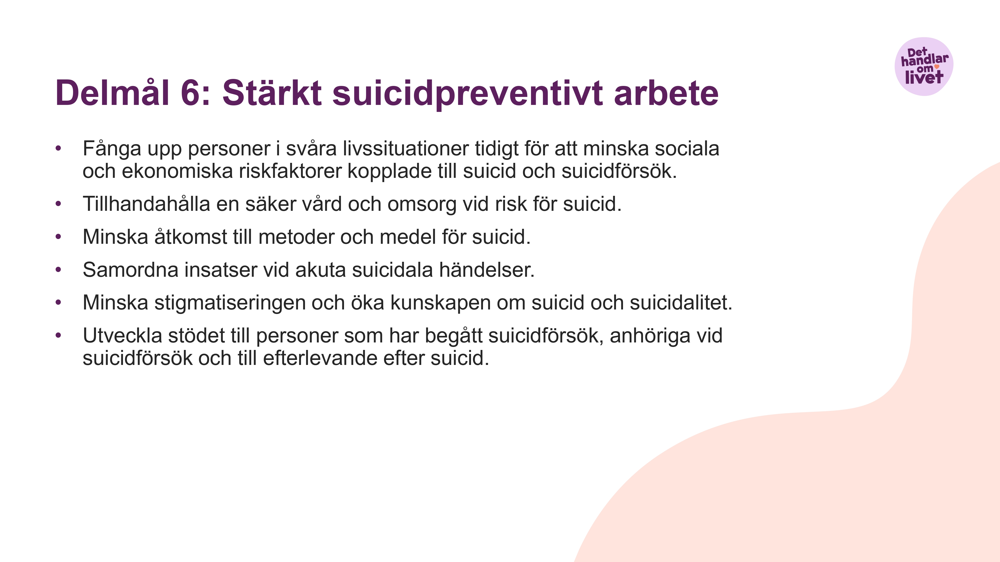 Det
handlar
om
livet
Delmål 6: Stärkt suicidpreventivt arbete
• Fånga upp personer i svåra livssituationer tidigt för att minska sociala
och ekonomiska riskfaktorer kopplade till suicid och suicidförsök.
• Tillhandahålla en säker vård och omsorg vid risk för suicid.
• Minska åtkomst till metoder och medel för suicid.
• Samordna insatser vid akuta suicidala händelser.
• Minska stigmatiseringen och öka kunskapen om suicid och suicidalitet.
• Utveckla stödet till personer som har begått suicidförsök, anhöriga vid
suicidförsök och till efterlevande efter suicid.